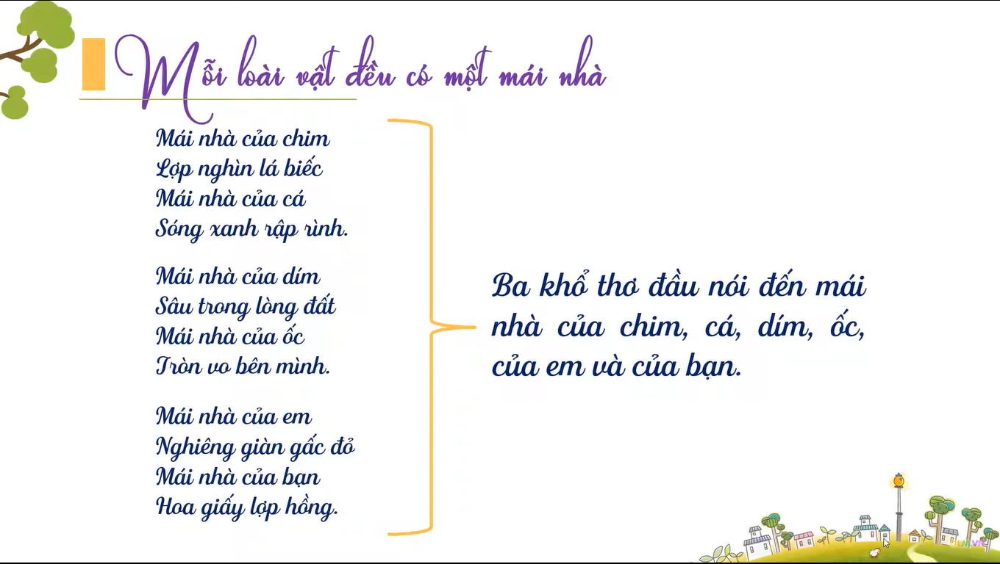 Mỗi loài vật đều có một mái nhà
Mái nhà của chim
Lợp nghìn lá biếc
Mái nhà của cá
Sóng xanh rập rình.
Mái nhà của dím
Sâu trong lòng đất
Mái nhà của ốc
Tròn vo bên mình.
Mái nhà của em
Nghiêng giàn gấc đỏ
Mái nhà của bạn
Hoa giấy lợp hồng.
Ba khổ thơ đầu nói đến mái
nhà của chim, cá, dím, ốc,
của em và của bạn.